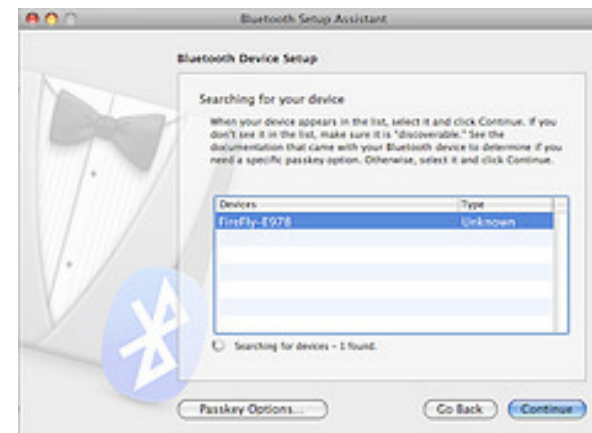 Bluetooth Setup Assistant
Bluetooth Device Setup
Searching for your device
When your device appears in the list, select it and click Continue. If you
don't see it in the list, make sure it is "discoverable." See the
documentation that came with your Bluetooth device to determine if you
need a specific passkey option. Otherwise, select it and click Continue.
Devices Type
FireFly-E978 Unknown
Searching for devices – 1 found.
Passkey Options... Go Back Continue